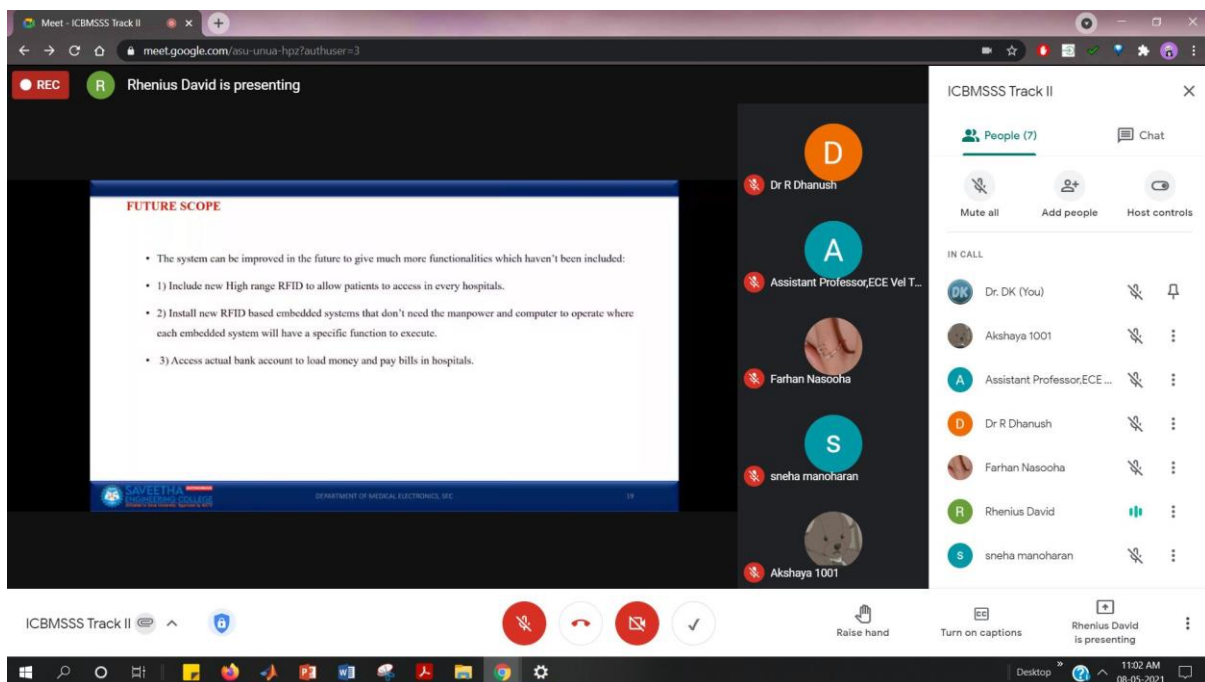 Meet - ICBMSSS Track II
meet.google.com/asu-unua-hpz?authuser=3
REC
R
Rhenius David is presenting
FUTURE SCOPE
• The system can be improved in the future to give much more functionalities which haven't been included:
• 1) Include new High range RFID to allow patients to access in every hospitals.
• 2) Install new RFID based embedded systems that don't need the manpower and computer to operate where
each embedded system will have a specific function to execute.
• 3) Access actual bank account to load money and pay bills in hospitals.
SAVEETHA
ENGINEERING COLLEGE
DEPARTMENT OF MEDICAL ELECTRONICS, SEC
19
D
Dr R Dhanush
A
Assistant Professor,ECE Vel T...
Farhan Nasooha
S
sneha manoharan
Akshaya 1001
ICBMSSS Track II
People (7)
Chat
Mute all
Add people
Host controls
IN CALL
DK
Dr. DK (You)
Akshaya 1001
A
Assistant Professor,ECE ...
D
Dr R Dhanush
Farhan Nasooha
R
Rhenius David
s
sneha manoharan
ICBMSSS Track II
Raise hand
CC
Turn on captions
Rhenius David
is presenting
Desktop
11:02 AM
08-05-2021